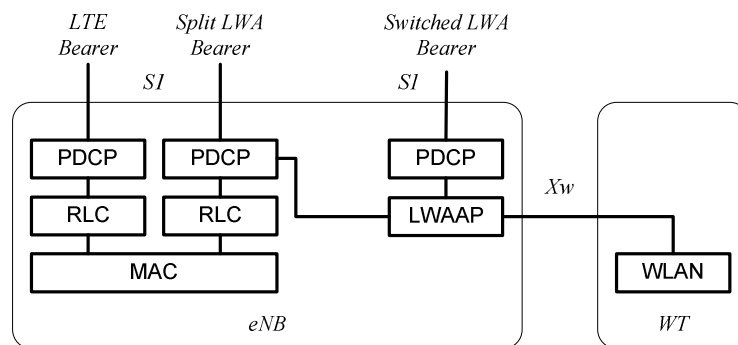 LTE
Bearer
Split LWA
Bearer
Switched LWA
Bearer
S1
S1
PDCP
PDCP
PDCP
Xw
RLC
RLC
LWAAP
MAC
WLAN
eNB
WT